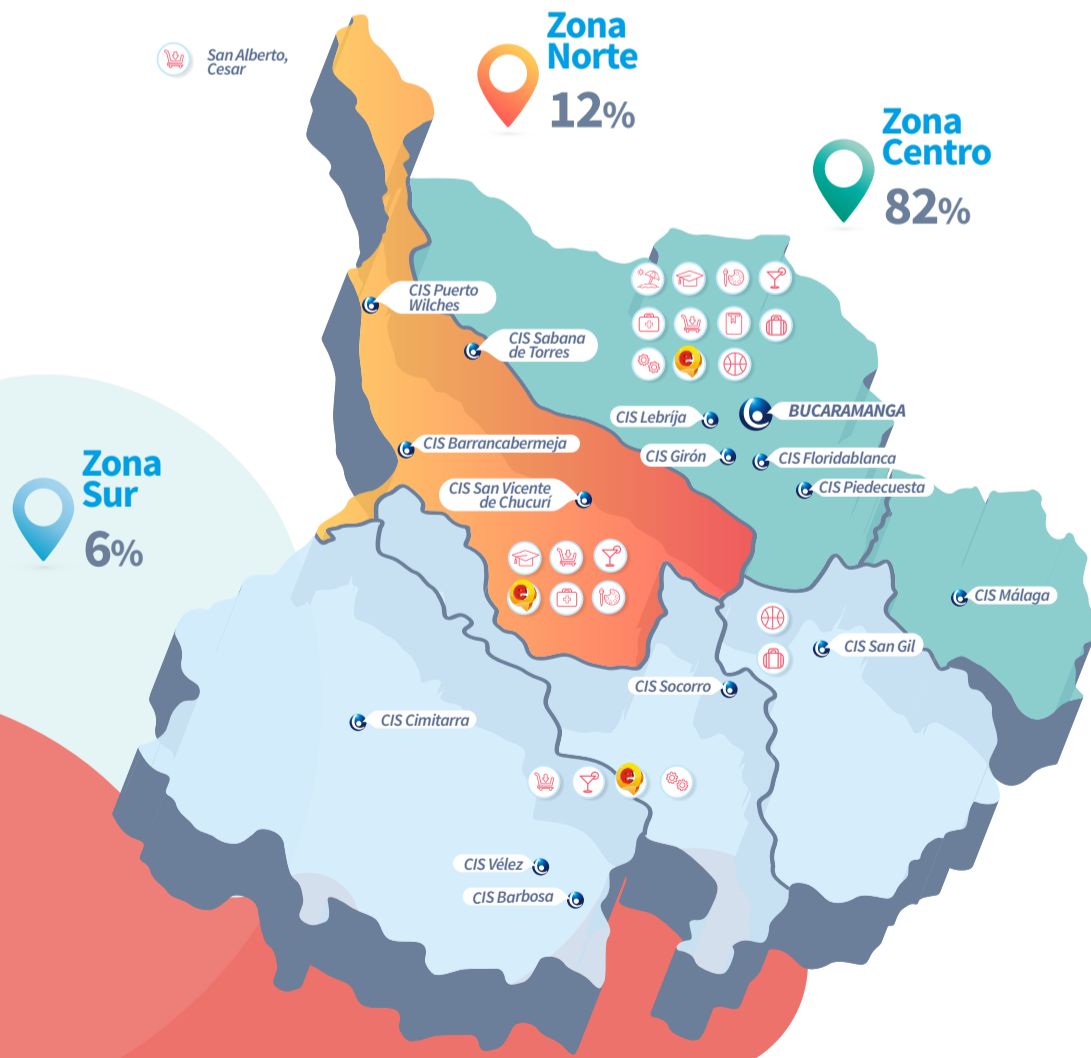 San Alberto,
Cesar
Zona
Norte
12%
Zona
Centro
82%
CIS Puerto
Wilches
CIS Sabana
de Torres
CIS Lebrija
BUCARAMANGA
CIS Barrancabermeja
CIS Girón
CIS Floridablanca
Zona
Sur
6%
CIS San Vicente
de Chucurí
CIS Piedecuesta
CIS Málaga
CIS San Gil
CIS Socorro
CIS Cimitarra
CIS Vélez
CIS Barbosa